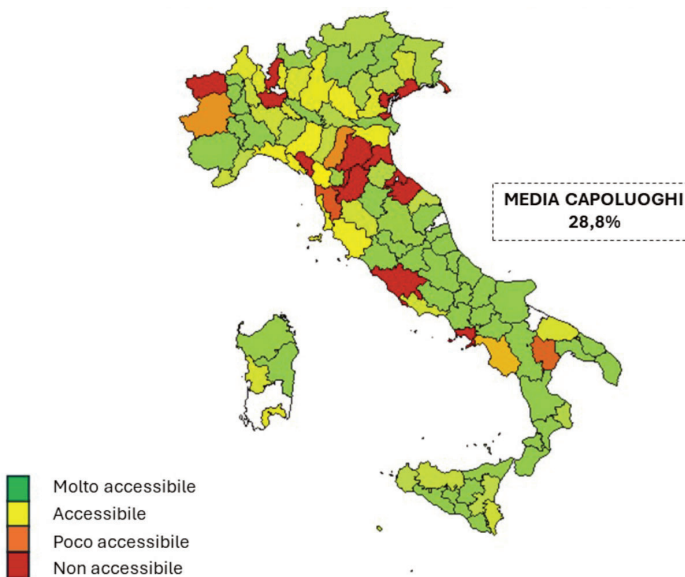 MEDIA CAPOLUOGHI
28,8%
Molto accessibile
Accessibile
Poco accessibile
Non accessibile